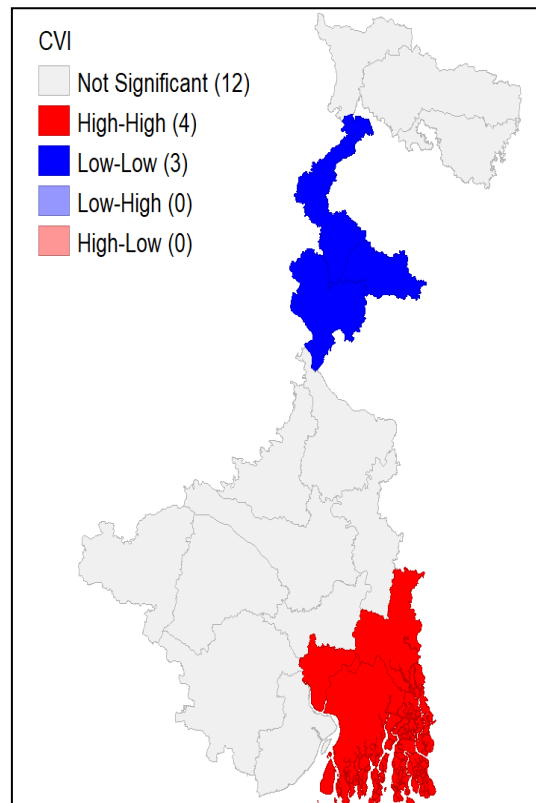 CVI
Not Significant (12)
High-High (4)
Low-Low (3)
Low-High (0)
High-Low (0)